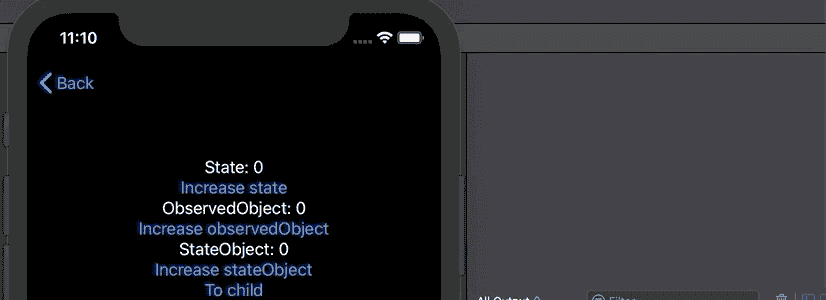 11:10
Back
State: 0
Increase state
ObservedObject: 0
Increase observedObject
StateObject: 0
Increase stateObject
To child
All Output
Filter